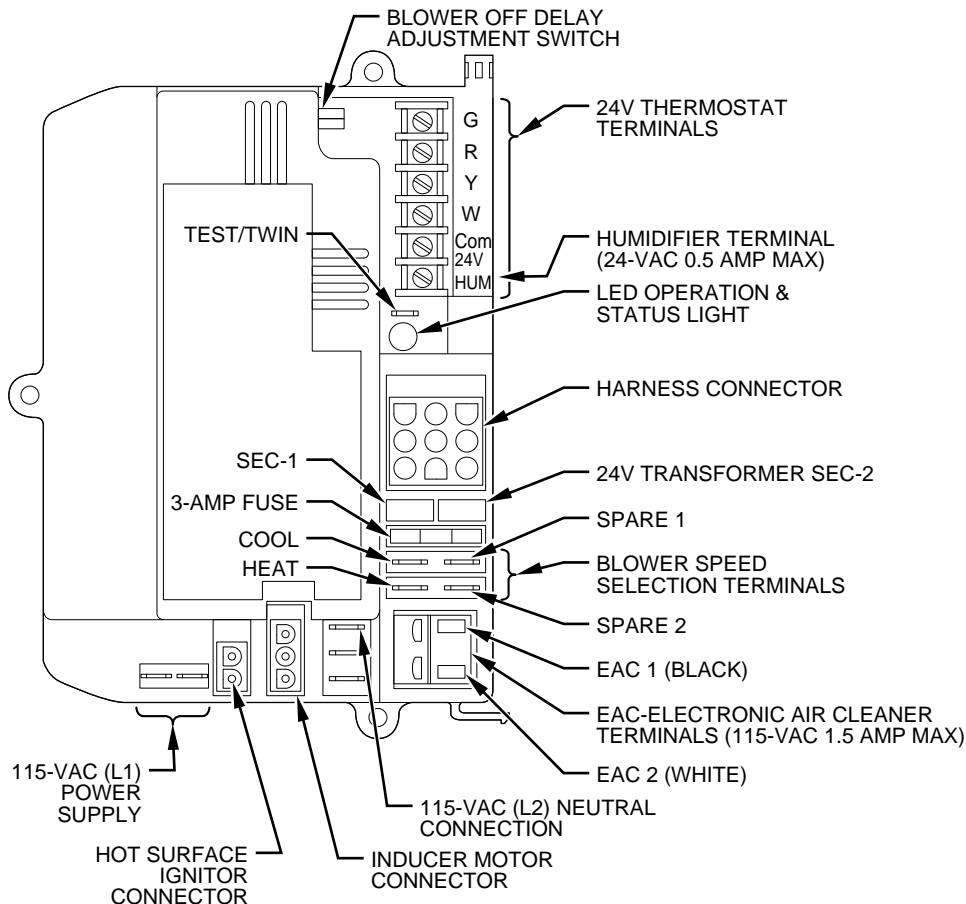 BLOWER OFF DELAY
ADJUSTMENT SWITCH
24V THERMOSTAT
TERMINALS
G
R
Y
W
Com
24V
HUM
TEST/TWIN
HUMIDIFIER TERMINAL
(24-VAC 0.5 AMP MAX)
LED OPERATION &
STATUS LIGHT
HARNESS CONNECTOR
SEC-1
24V TRANSFORMER SEC-2
3-AMP FUSE
SPARE 1
COOL
HEAT
BLOWER SPEED
SELECTION TERMINALS
SPARE 2
EAC 1 (BLACK)
EAC-ELECTRONIC AIR CLEANER
TERMINALS (115-VAC 1.5 AMP MAX)
EAC 2 (WHITE)
115-VAC (L1)
POWER
SUPPLY
115-VAC (L2) NEUTRAL
CONNECTION
HOT SURFACE
IGNITOR
CONNECTOR
INDUCER MOTOR
CONNECTOR